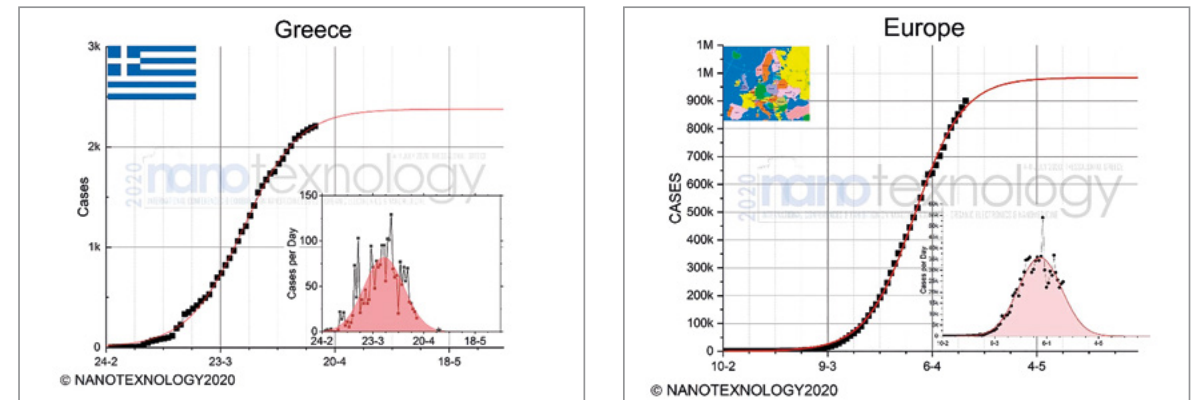 Greece
3k
2k
1k
0
Cases
24-2
23-3
20-4
18-5
2020
nanotexnology
150
100
50
0
Cases per Day
24-2
23-3
20-4
18-5
© NANOTEXNOLOGY2020
Europe
1M
1M
900k
800k
700k
600k
500k
400k
300k
200k
100k
0
CASES
10-2
9-3
6-4
4-5
2020
nanotexnology
Cases per Day
© NANOTEXNOLOGY2020